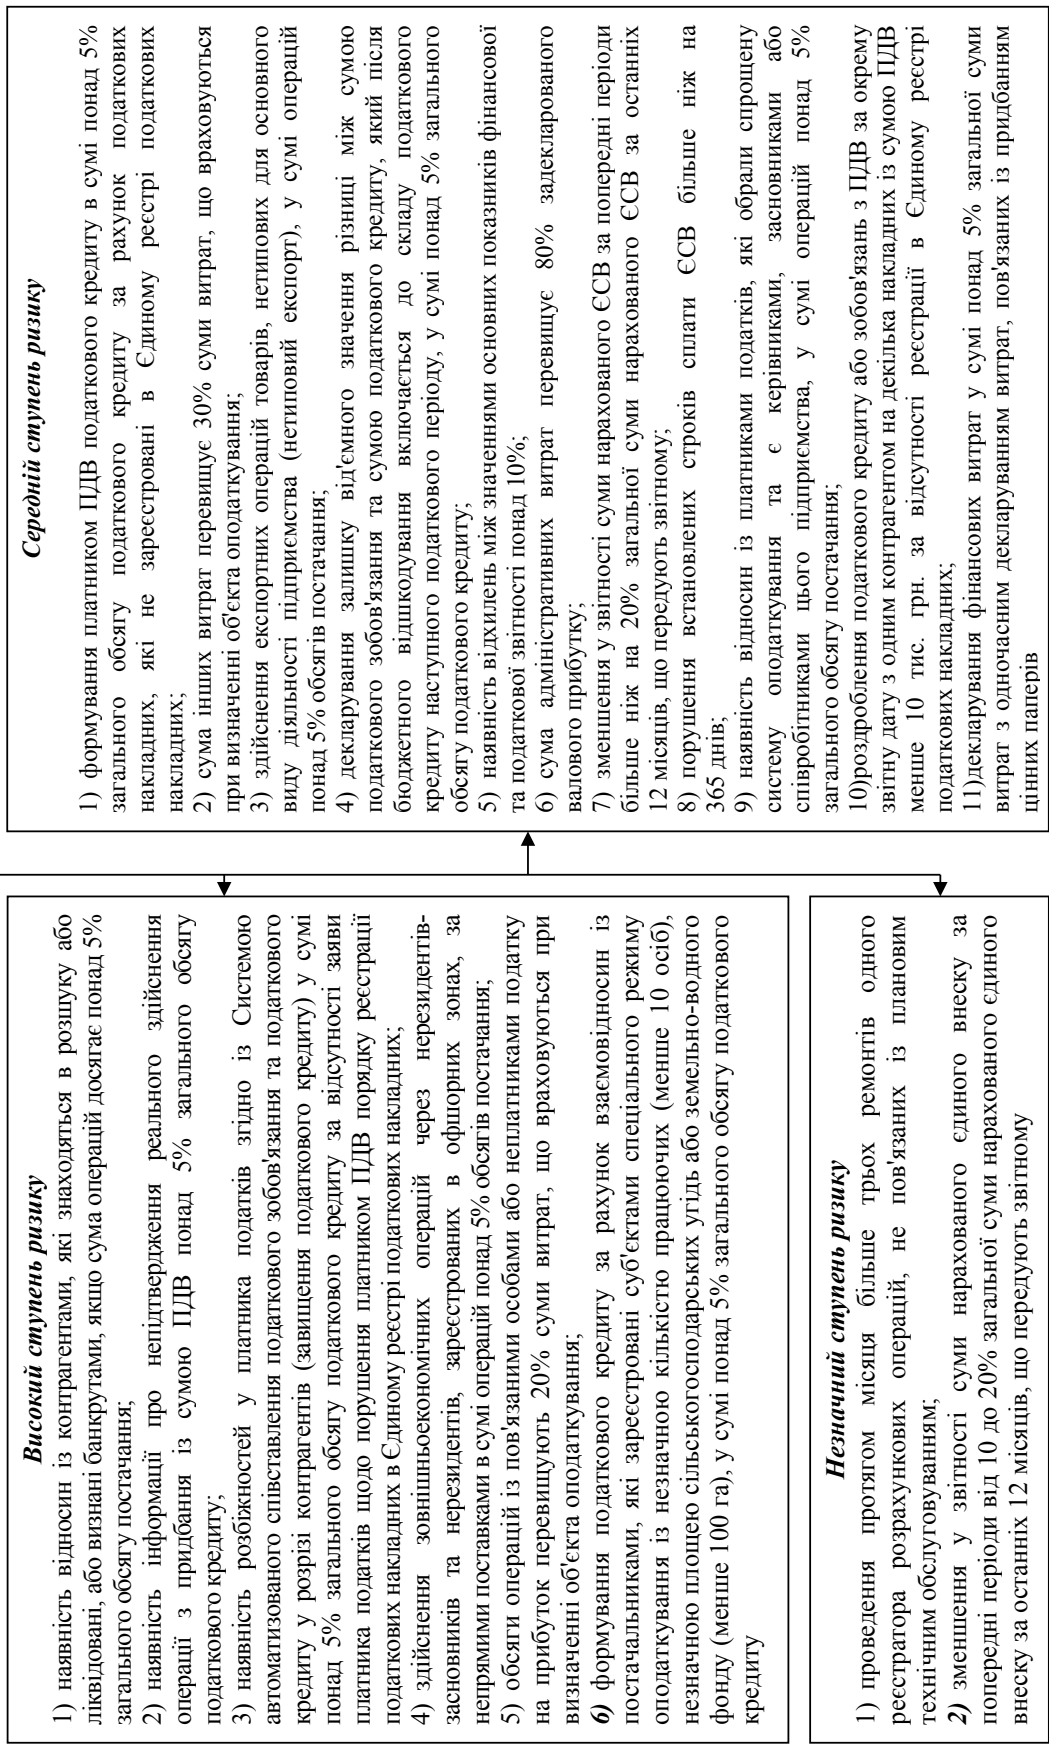 Високий ступень ризику
1) наявність відносин із контрагентами, які знаходяться в розшуку або
ліквідовані, або визнані банкрутами, якщо сума операцій досягає понад 5%
загального обсягу постачання;
2) наявність інформації про непідтвердження реального здійснення
операції з придбання із сумою ПДВ понад 5% загального обсягу
податкового кредиту;
3) наявність розбіжностей у платника податків згідно із Системою
автоматизованого співставлення податкового зобов'язання та податкового
кредиту у розрізі контрагентів (завищення податкового кредиту) у сумі
понад 5% загального обсягу податкового кредиту за відсутності заяви
платника податків щодо порушення платником ПДВ порядку реєстрації
податкових накладних в Єдиному реєстрі податкових накладних;
4) здійснення зовнішньоекономічних операцій через нерезидентів-
засновників та нерезидентів, зареєстрованих в офшорних зонах, за
непрямими поставками в сумі операцій понад 5% обсягів постачання;
5) обсяги операцій із пов'язаними особами або неплатниками податку
на прибуток перевищують 20% суми витрат, що враховуються при
визначенні об'єкта оподаткування;
6) формування податкового кредиту за рахунок взаємовідносин із
постачальниками, які зареєстровані суб'єктами спеціального режиму
оподаткування із незначною кількістю працюючих (менше 10 осіб),
незначною площею сільськогосподарських угідь або земельно-водного
фонду (менше 100 га), у сумі понад 5% загального обсягу податкового
кредиту
Середній ступень ризику
1) формування платником ПДВ податкового кредиту в сумі понад 5%
загального обсягу податкового кредиту за рахунок податкових
накладних, які не зареєстровані в Єдиному реєстрі податкових
накладних;
2) сума інших витрат перевищує 30% суми витрат, що враховуються
при визначенні об'єкта оподаткування;
3) здійснення експортних операцій товарів, нетипових для основного
виду діяльності підприємства (нетиповий експорт), у сумі операцій
понад 5% обсягів постачання;
4) декларування залишку від'ємного значення різниці між сумою
податкового зобов'язання та сумою податкового кредиту, який після
бюджетного відшкодування включається до складу податкового
кредиту наступного податкового періоду, у сумі понад 5% загального
обсягу податкового кредиту;
5) наявність відхилень між значеннями основних показників фінансової
та податкової звітності понад 10%;
6) сума адміністративних витрат перевищує 80% задекларованого
валового прибутку;
7) зменшення у звітності суми нарахованого ЄСВ за попередні періоди
більше ніж на 20% загальної суми нарахованого ЄСВ за останніх
12 місяців, що передують звітному;
8) порушення встановлених строків сплати ЄСВ більше ніж на
365 днів;
9) наявність відносин із платниками податків, які обрали спрощену
систему оподаткування та є керівниками, засновниками або
співробітниками цього підприємства, у сумі операцій понад 5%
загального обсягу постачання;
10)роздроблення податкового кредиту або зобов'язань з ПДВ за окрему
звітну дату з одним контрагентом на декілька накладних із сумою ПДВ
менше 10 тис. грн. за відсутності реєстрації в Єдиному реєстрі
податкових накладних;
11)декларування фінансових витрат у сумі понад 5% загальної суми
витрат з одночасним декларуванням витрат, пов'язаних із придбанням
цінних паперів
Незначний ступень ризику
1) проведення протягом місяця більше трьох ремонтів одного
реєстратора розрахункових операцій, не пов'язаних із плановим
технічним обслуговуванням;
2) зменшення у звітності суми нарахованого єдиного внеску за
попередні періоди від 10 до 20% загальної суми нарахованого єдиного
внеску за останніх 12 місяців, що передують звітному